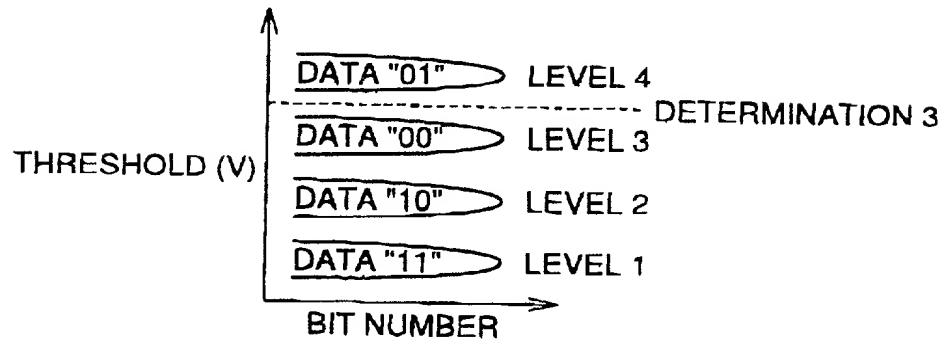 DATA "01" LEVEL 4
DETERMINATION 3
DATA "00" LEVEL 3
THRESHOLD (V)
DATA "10" LEVEL 2
DATA "11" LEVEL 1
BIT NUMBER